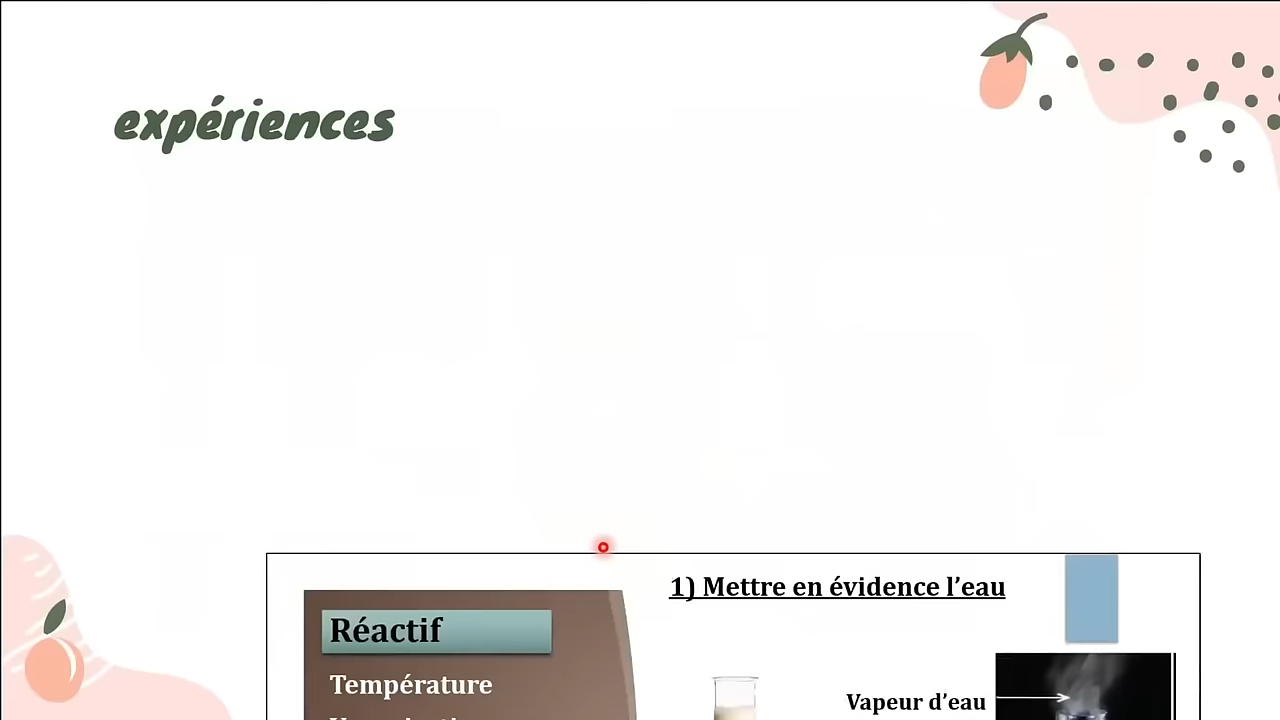 expériences
1) Mettre en évidence l’eau
Réactif
Température
Vapeur d’eau